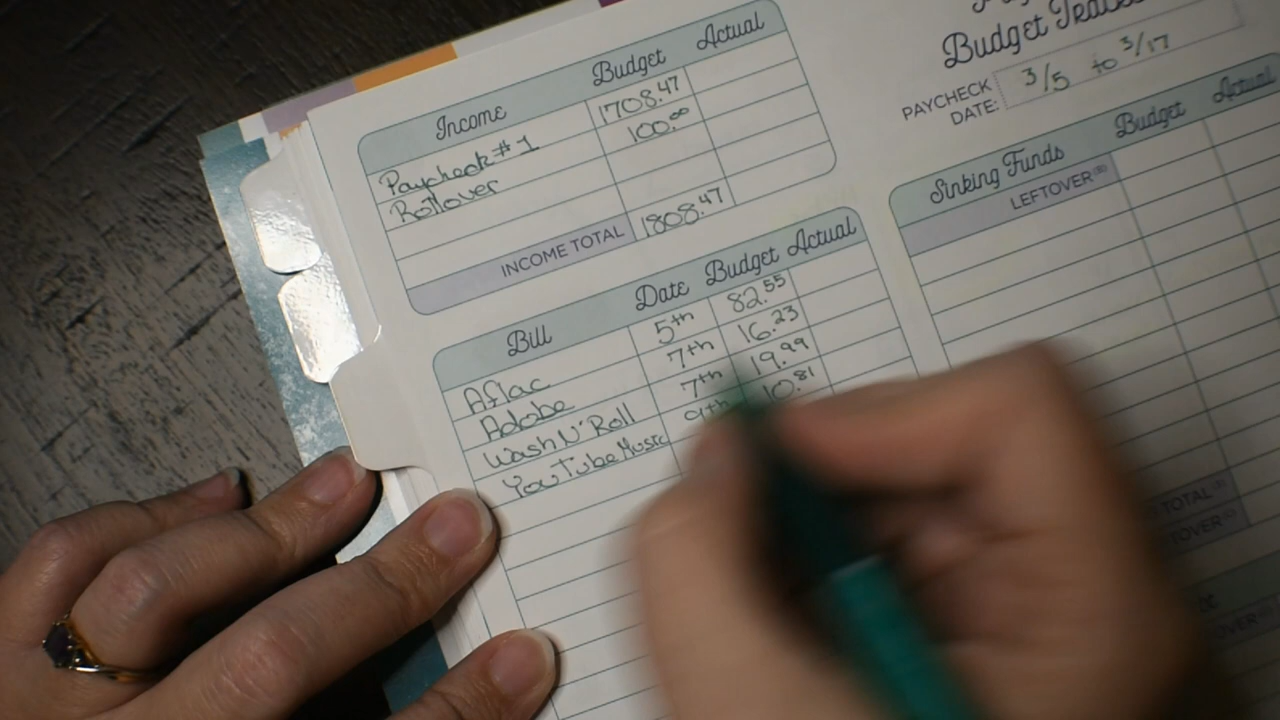 Budget Tracker
PAYCHECK DATE: 3/5 to 3/17
Income Budget Actual
Paycheck #1 1708.47
Rollover 100.00
INCOME TOTAL 1808.47
Bill Date Budget Actual
Aflac 5th 82.55
Adobe 7th 16.23
Wash N' Roll 7th 19.99
YouTube Music 9th 10.81
Sinking Funds Budget Actual
LEFTOVER
TOTAL